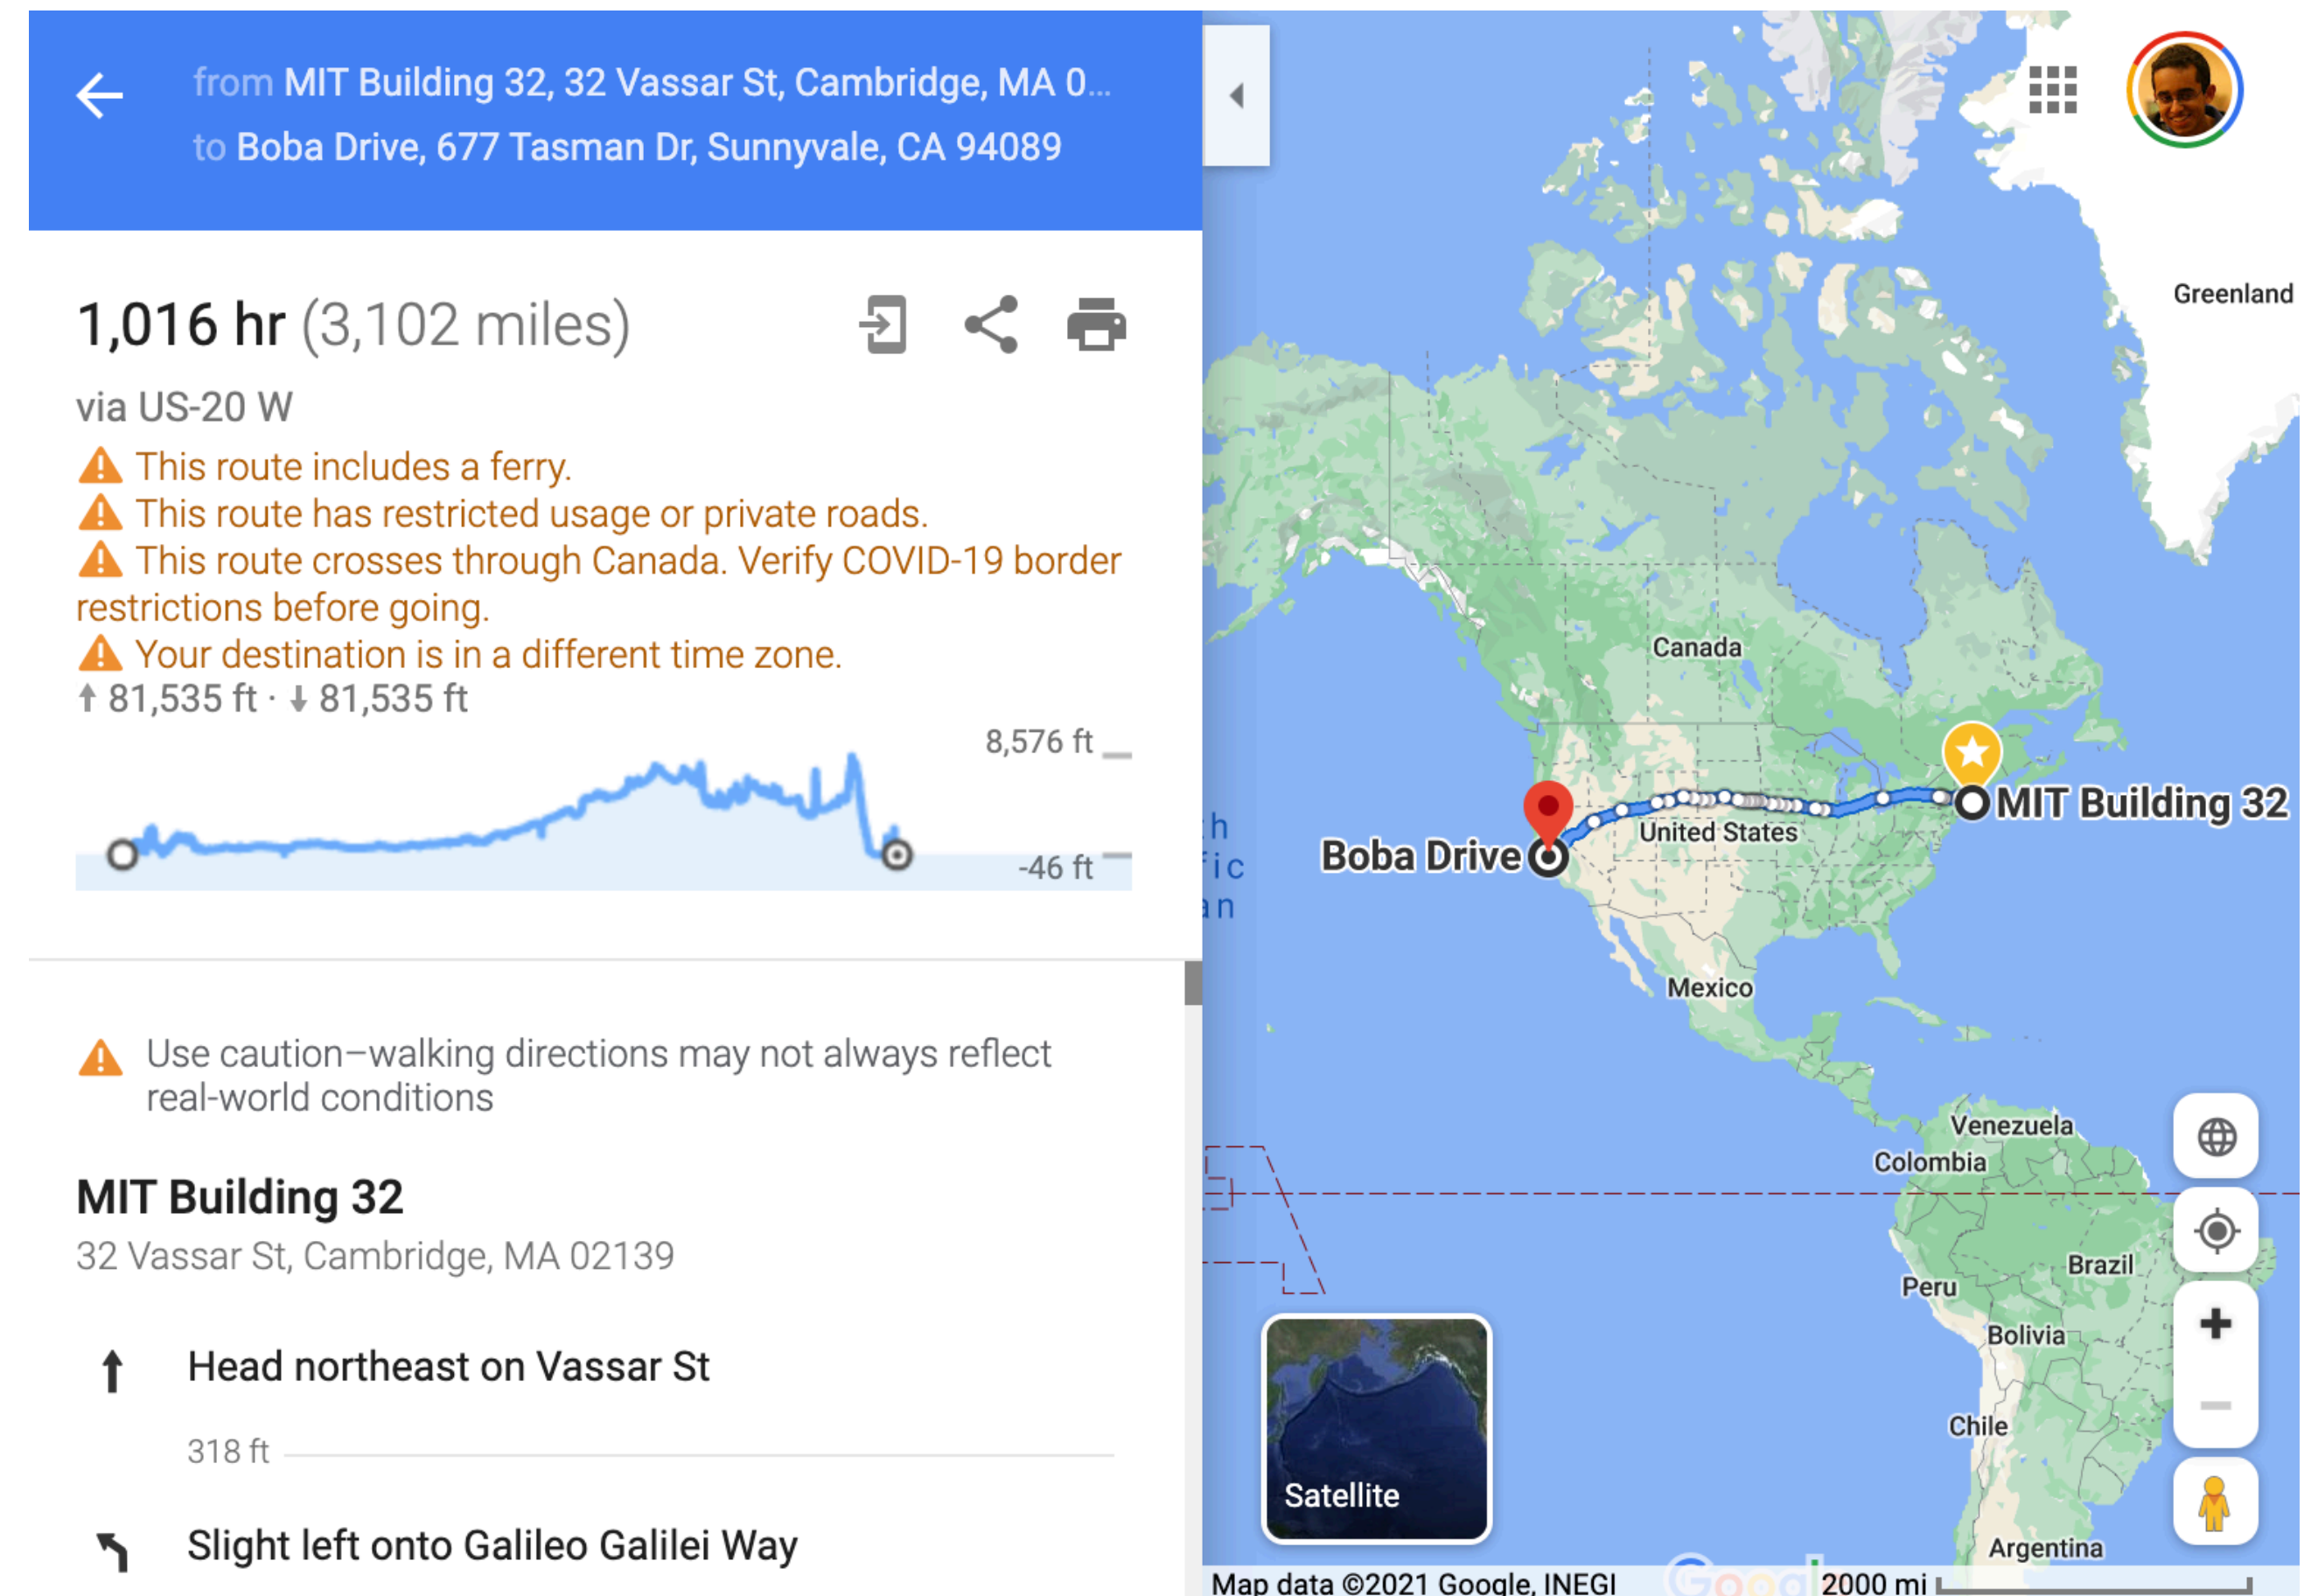 from MIT Building 32, 32 Vassar St, Cambridge, MA 0...
to Boba Drive, 677 Tasman Dr, Sunnyvale, CA 94089
1,016 hr (3,102 miles)
via US-20 W
This route includes a ferry.
This route has restricted usage or private roads.
This route crosses through Canada. Verify COVID-19 border
restrictions before going.
Your destination is in a different time zone.
↑ 81,535 ft · ↓ 81,535 ft
8,576 ft
-46 ft
Use caution–walking directions may not always reflect
real-world conditions
MIT Building 32
32 Vassar St, Cambridge, MA 02139
Head northeast on Vassar St
318 ft
Slight left onto Galileo Galilei Way
Greenland
Canada
MIT Building 32
United States
Boba Drive
h
fic
an
Mexico
Venezuela
Colombia
Brazil
Peru
Bolivia
Chile
Argentina
Satellite
Map data ©2021 Google, INEGI
Google
2000 mi